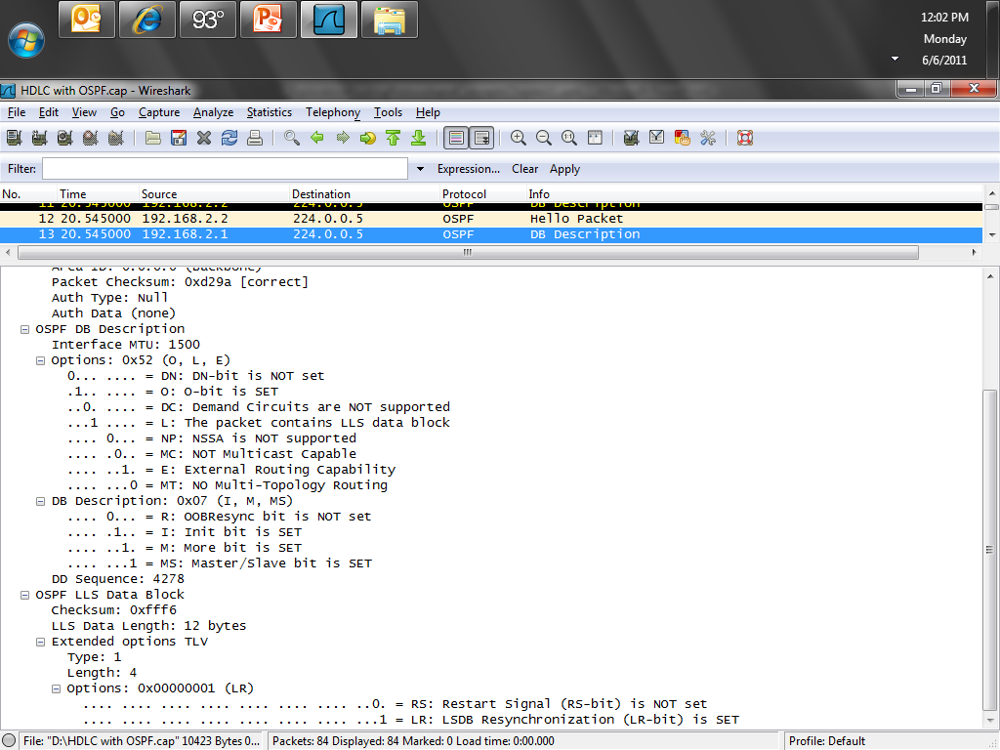 93°
12:02 PM
Monday
6/6/2011
HDLC with OSPF.cap - Wireshark
File Edit View Go Capture Analyze Statistics Telephony Tools Help
Filter: Expression... Clear Apply
No. Time Source Destination Protocol Info
11 20.545000 192.168.2.2 224.0.0.5 OSPF DB Description
12 20.545000 192.168.2.2 224.0.0.5 OSPF Hello Packet
13 20.545000 192.168.2.1 224.0.0.5 OSPF DB Description
Area ID: 0.0.0.0 (Backbone)
Packet Checksum: 0xd29a [correct]
Auth Type: Null
Auth Data (none)
OSPF DB Description
Interface MTU: 1500
Options: 0x52 (O, L, E)
0... .... = DN: DN-bit is NOT set
.1.. .... = O: O-bit is SET
..0. .... = DC: Demand Circuits are NOT supported
...1 .... = L: The packet contains LLS data block
.... 0... = NP: NSSA is NOT supported
.... .0.. = MC: NOT Multicast Capable
.... ..1. = E: External Routing Capability
.... ...0 = MT: NO Multi-Topology Routing
DB Description: 0x07 (I, M, MS)
.... 0... = R: OOBResync bit is NOT set
.... .1.. = I: Init bit is SET
.... ..1. = M: More bit is SET
.... ...1 = MS: Master/Slave bit is SET
DD Sequence: 4278
OSPF LLS Data Block
Checksum: 0xfff6
LLS Data Length: 12 bytes
Extended options TLV
Type: 1
Length: 4
Options: 0x00000001 (LR)
.... .... .... .... .... .... .... ..0. = RS: Restart Signal (RS-bit) is NOT set
.... .... .... .... .... .... .... ...1 = LR: LSDB Resynchronization (LR-bit) is SET
File: "D:\HDLC with OSPF.cap" 10423 Bytes 0... Packets: 84 Displayed: 84 Marked: 0 Load time: 0:00.000 Profile: Default